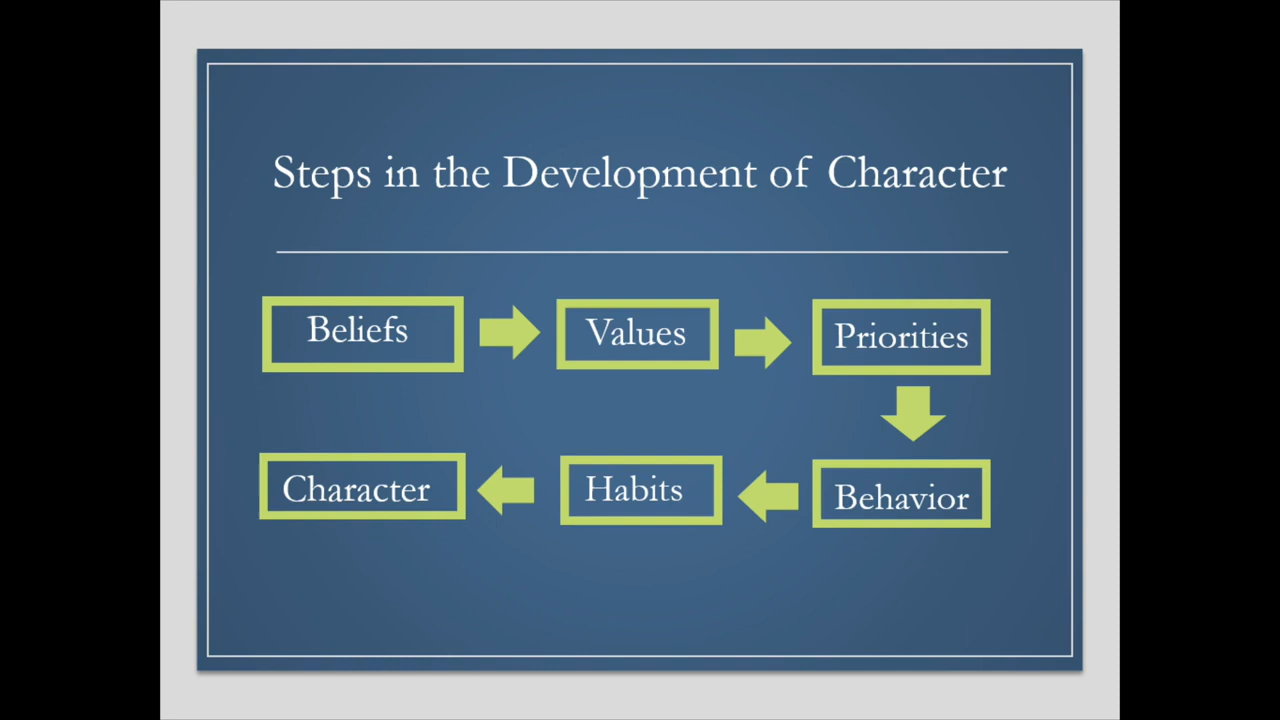 Steps in the Development of Character
Beliefs
Values
Priorities
Behavior
Habits
Character